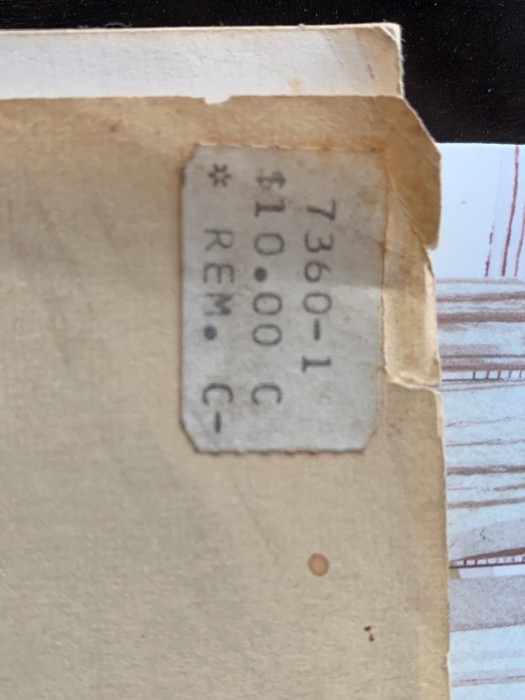 7360-1
$10.00 C
* REM. C-